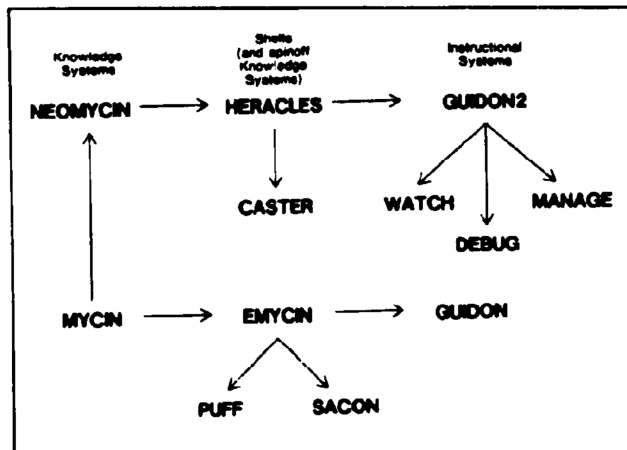 Knowledge
Systems
Shells
(and spinoff
Knowledge
Systems)
Instructional
Systems
NEOMYCIN
HERACLES
GUIDON2
CASTER
WATCH
MANAGE
DEBUG
MYCIN
EMYCIN
GUIDON
PUFF
SACON